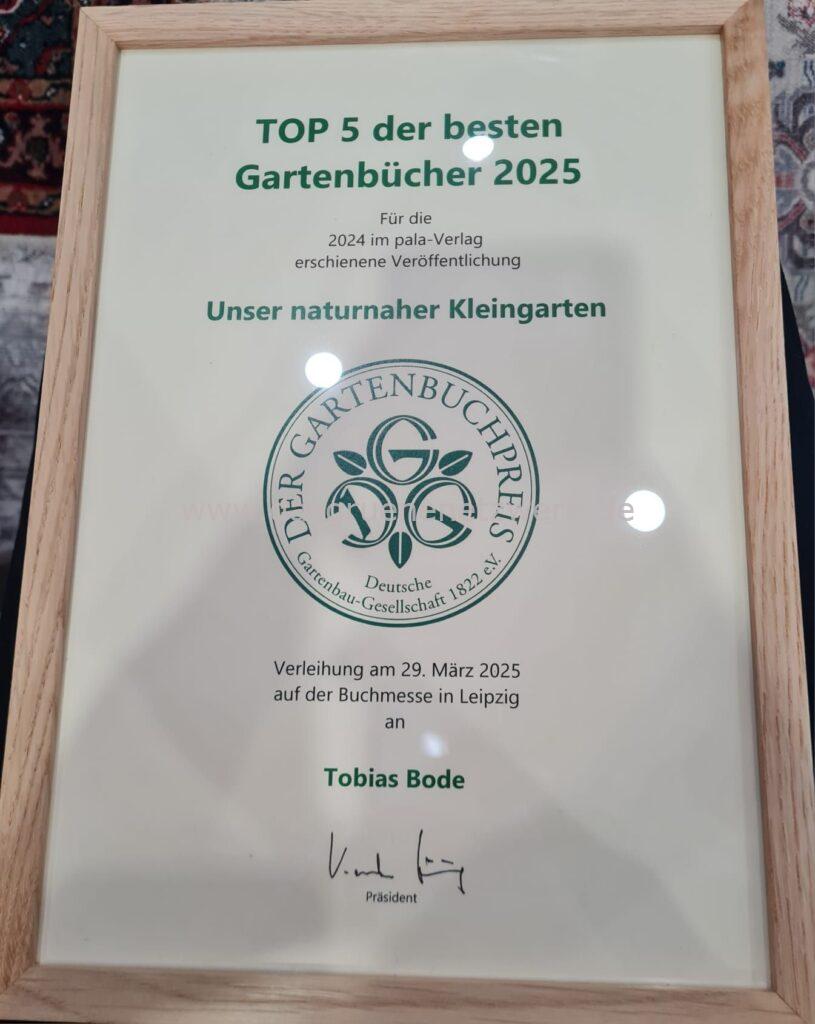 TOP 5 der besten
Gartenbücher 2025
Für die
2024 im pala-Verlag
erschienene Veröffentlichung
Unser naturnaher Kleingarten
DER GARTENBUCHPREIS
G
D G
Deutsche
Gartenbau-Gesellschaft 1822 e.V.
Verleihung am 29. März 2025
auf der Buchmesse in Leipzig
an
Tobias Bode
Präsident